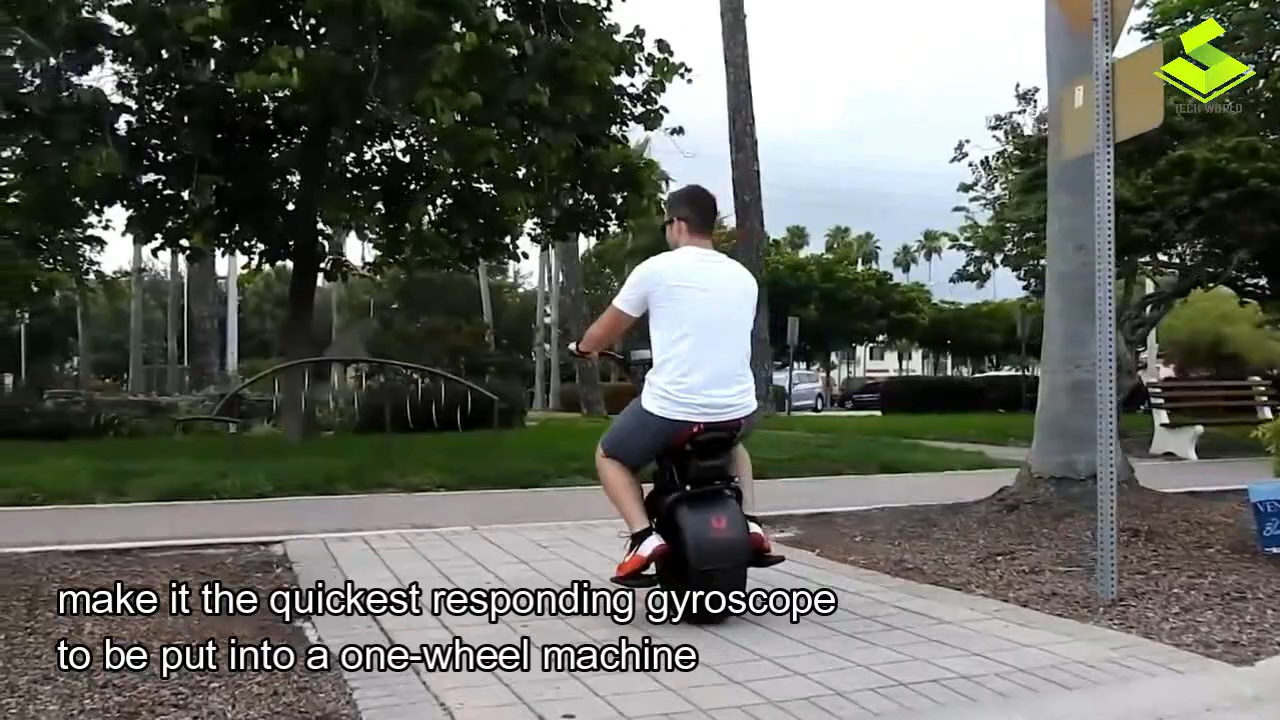 TECH WORLD
make it the quickest responding gyroscope
to be put into a one-wheel machine